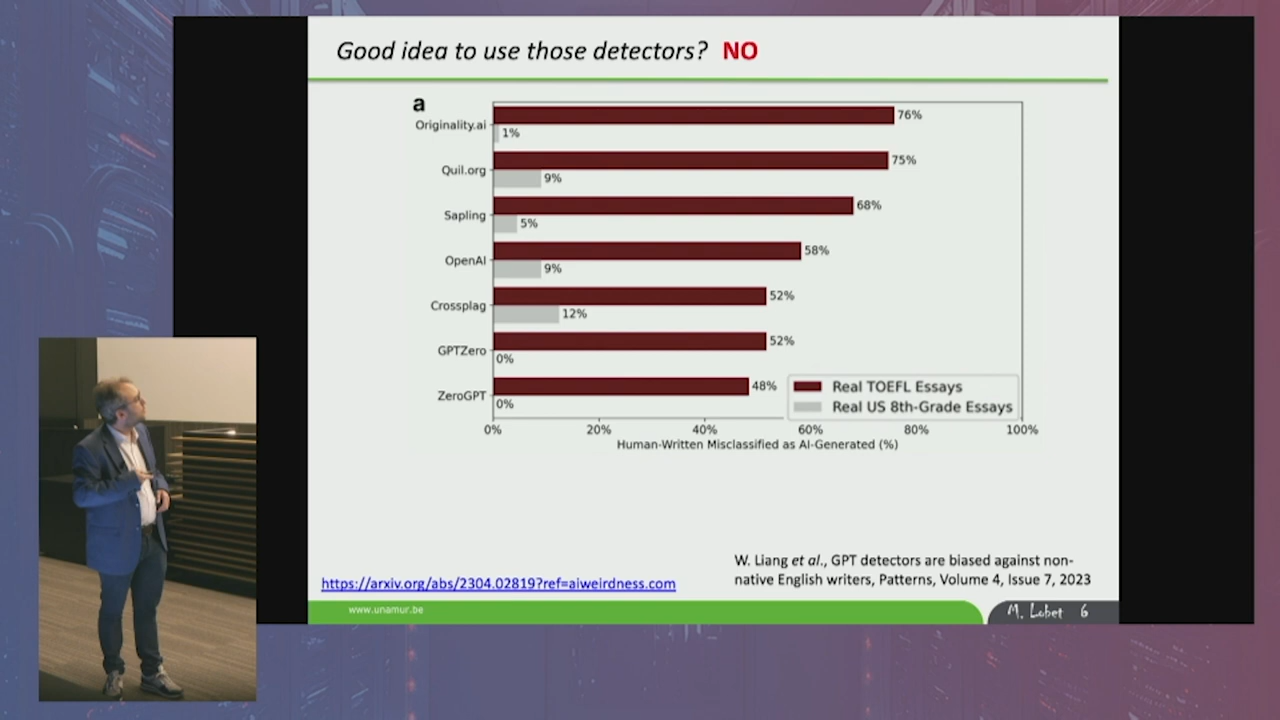 Good idea to use those detectors? NO
a
Originality.ai
76%
1%
Quil.org
75%
9%
Sapling
68%
5%
OpenAI
58%
9%
Crossplag
52%
12%
GPTZero
52%
0%
ZeroGPT
48%
0%
Real TOEFL Essays
Real US 8th-Grade Essays
0% 20% 40% 60% 80% 100%
Human-Written Misclassified as AI-Generated (%)
W. Liang et al., GPT detectors are biased against non-
native English writers, Patterns, Volume 4, Issue 7, 2023
https://arxiv.org/abs/2304.02819?ref=aiweirdness.com
www.unamur.be
M. Lobet 6